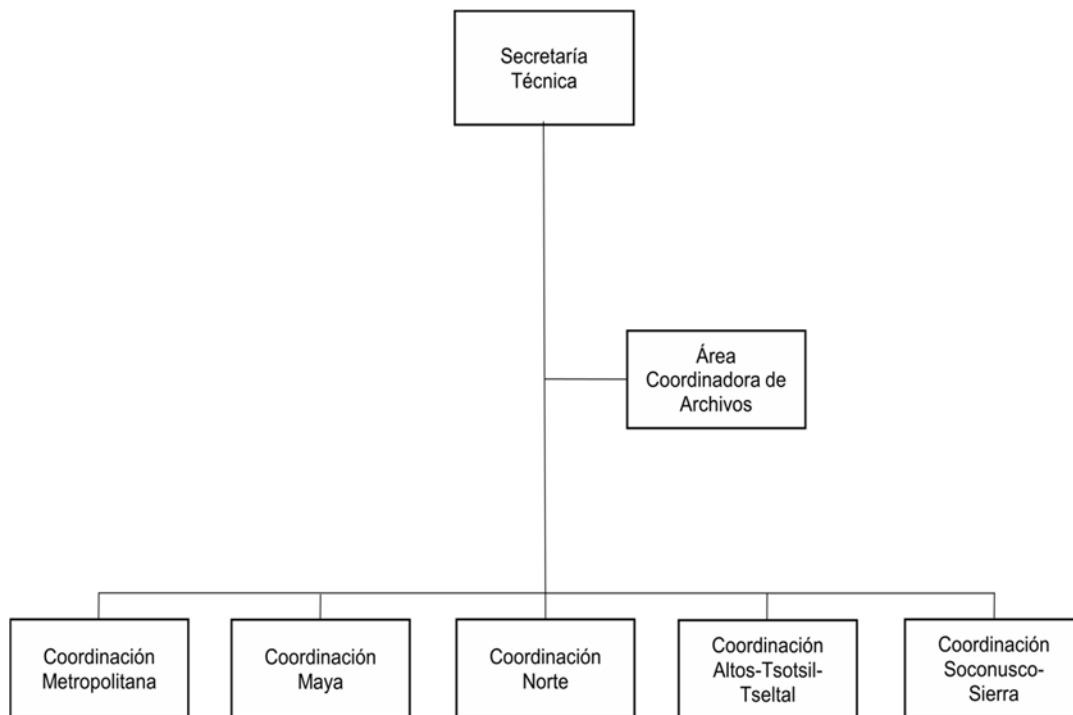 Secretaría
Técnica
Área
Coordinadora de
Archivos
Coordinación
Metropolitana
Coordinación
Maya
Coordinación
Norte
Coordinación
Altos-Tsotsil-
Tseltal
Coordinación
Soconusco-
Sierra